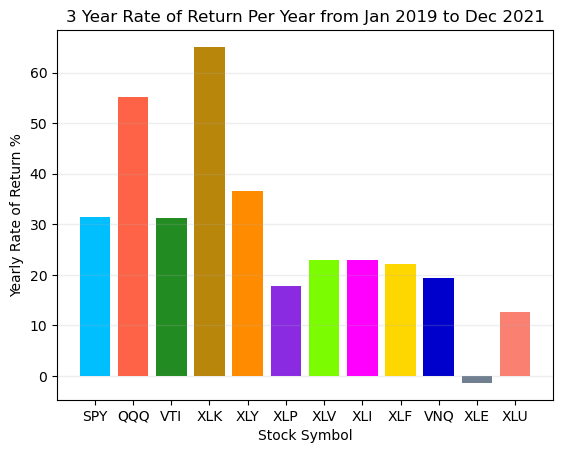 3 Year Rate of Return Per Year from Jan 2019 to Dec 2021
Yearly Rate of Return %
60
50
40
30
20
10
0
SPY QQQ VTI XLK XLY XLP XLV XLI XLF VNQ XLE XLU
Stock Symbol